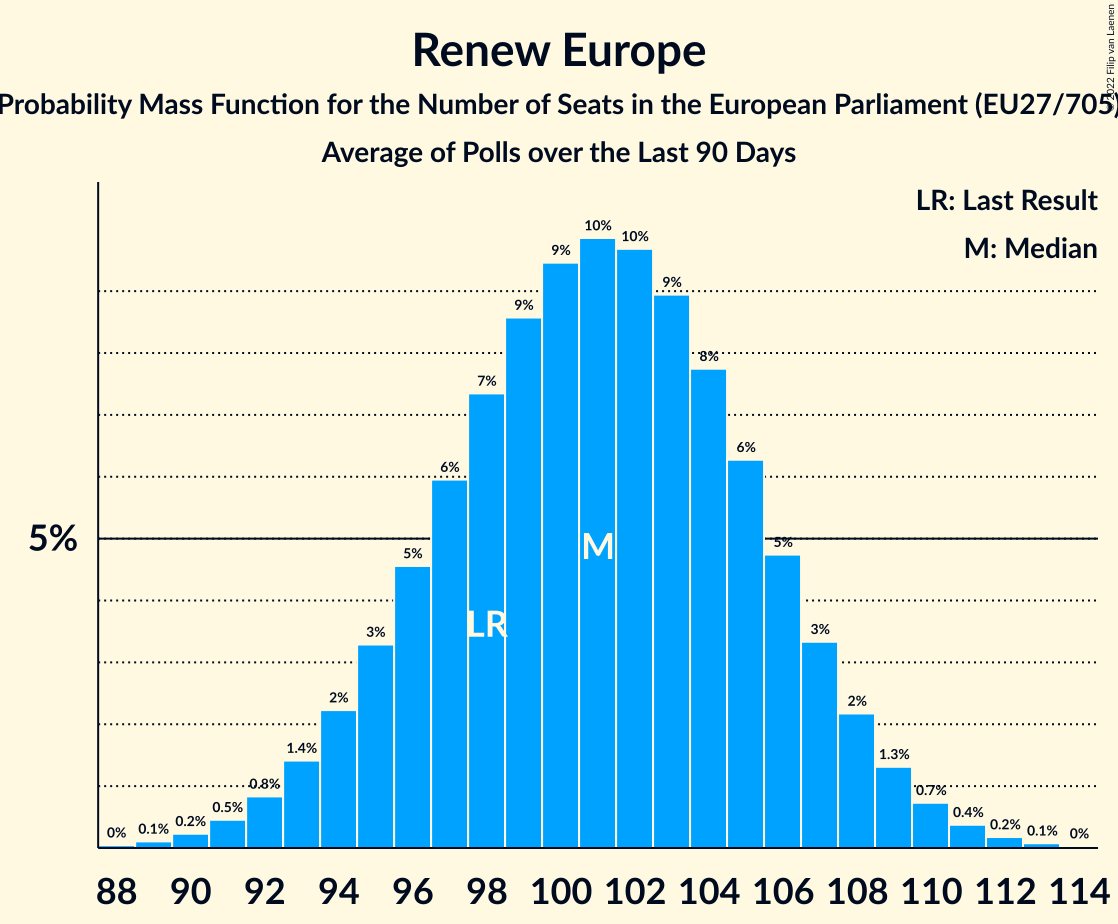 Renew Europe
© 2022 Filip van Laenen
Probability Mass Function for the Number of Seats in the European Parliament (EU27/705)
Average of Polls over the Last 90 Days
LR: Last Result
M: Median
5%
0% 0.1% 0.2% 0.5% 0.8% 1.4% 2% 3% 5% 6% 7% 9% 9% 10% 10% 9% 8% 6% 5% 3% 2% 1.3% 0.7% 0.4% 0.2% 0.1% 0%
M
LR
88 90 92 94 96 98 100 102 104 106 108 110 112 114